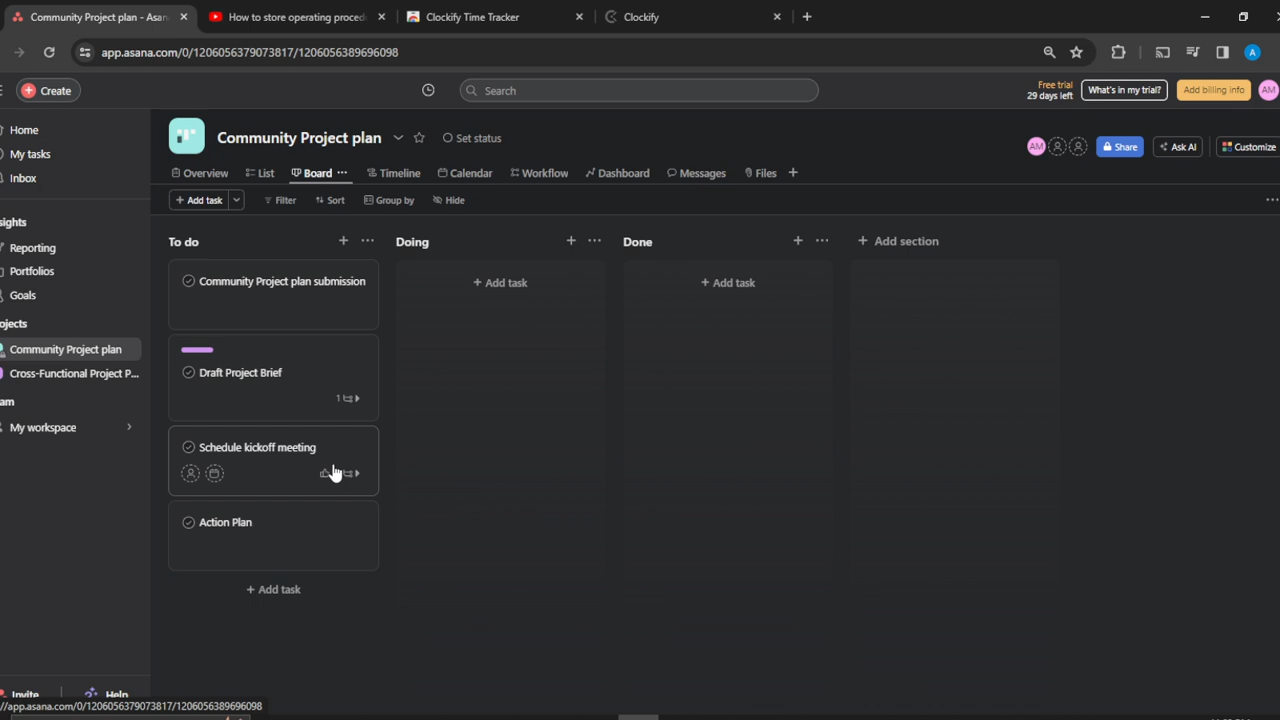 Community Project plan - Asan
How to store operating proced
Clockify Time Tracker
Clockify
app.asana.com/0/1206056379073817/1206056389696098
A
Create
Search
Free trial
29 days left
What's in my trial?
Add billing info
AM
Home
My tasks
Inbox
sights
Reporting
Portfolios
Goals
ojects
Community Project plan
Cross-Functional Project P...
am
My workspace
Invite
Help
Community Project plan
Set status
AM
Share
Ask AI
Customize
Overview
List
Board
Timeline
Calendar
Workflow
Dashboard
Messages
Files
+ Add task
Filter
Sort
Group by
Hide
To do
Doing
Done
+ Add section
Community Project plan submission
Draft Project Brief
1
Schedule kickoff meeting
Action Plan
+ Add task
+ Add task
+ Add task
//app.asana.com/0/1206056379073817/1206056389696098